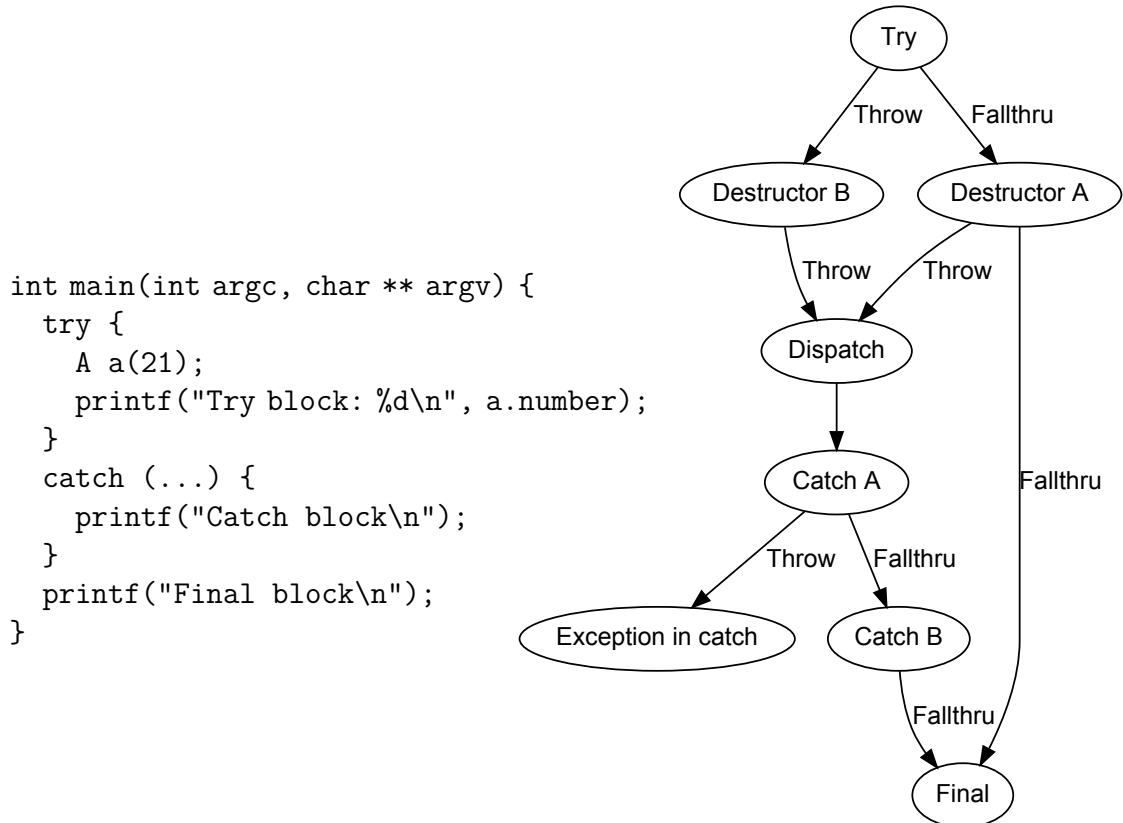 int main(int argc, char ** argv) {
try {
A a(21);
printf("Try block: %d\n", a.number);
}
catch (...) {
printf("Catch block\n");
}
printf("Final block\n");
}
Try
Throw
Fallthru
Destructor B
Destructor A
Throw
Throw
Dispatch
Catch A
Fallthru
Throw
Fallthru
Exception in catch
Catch B
Fallthru
Final